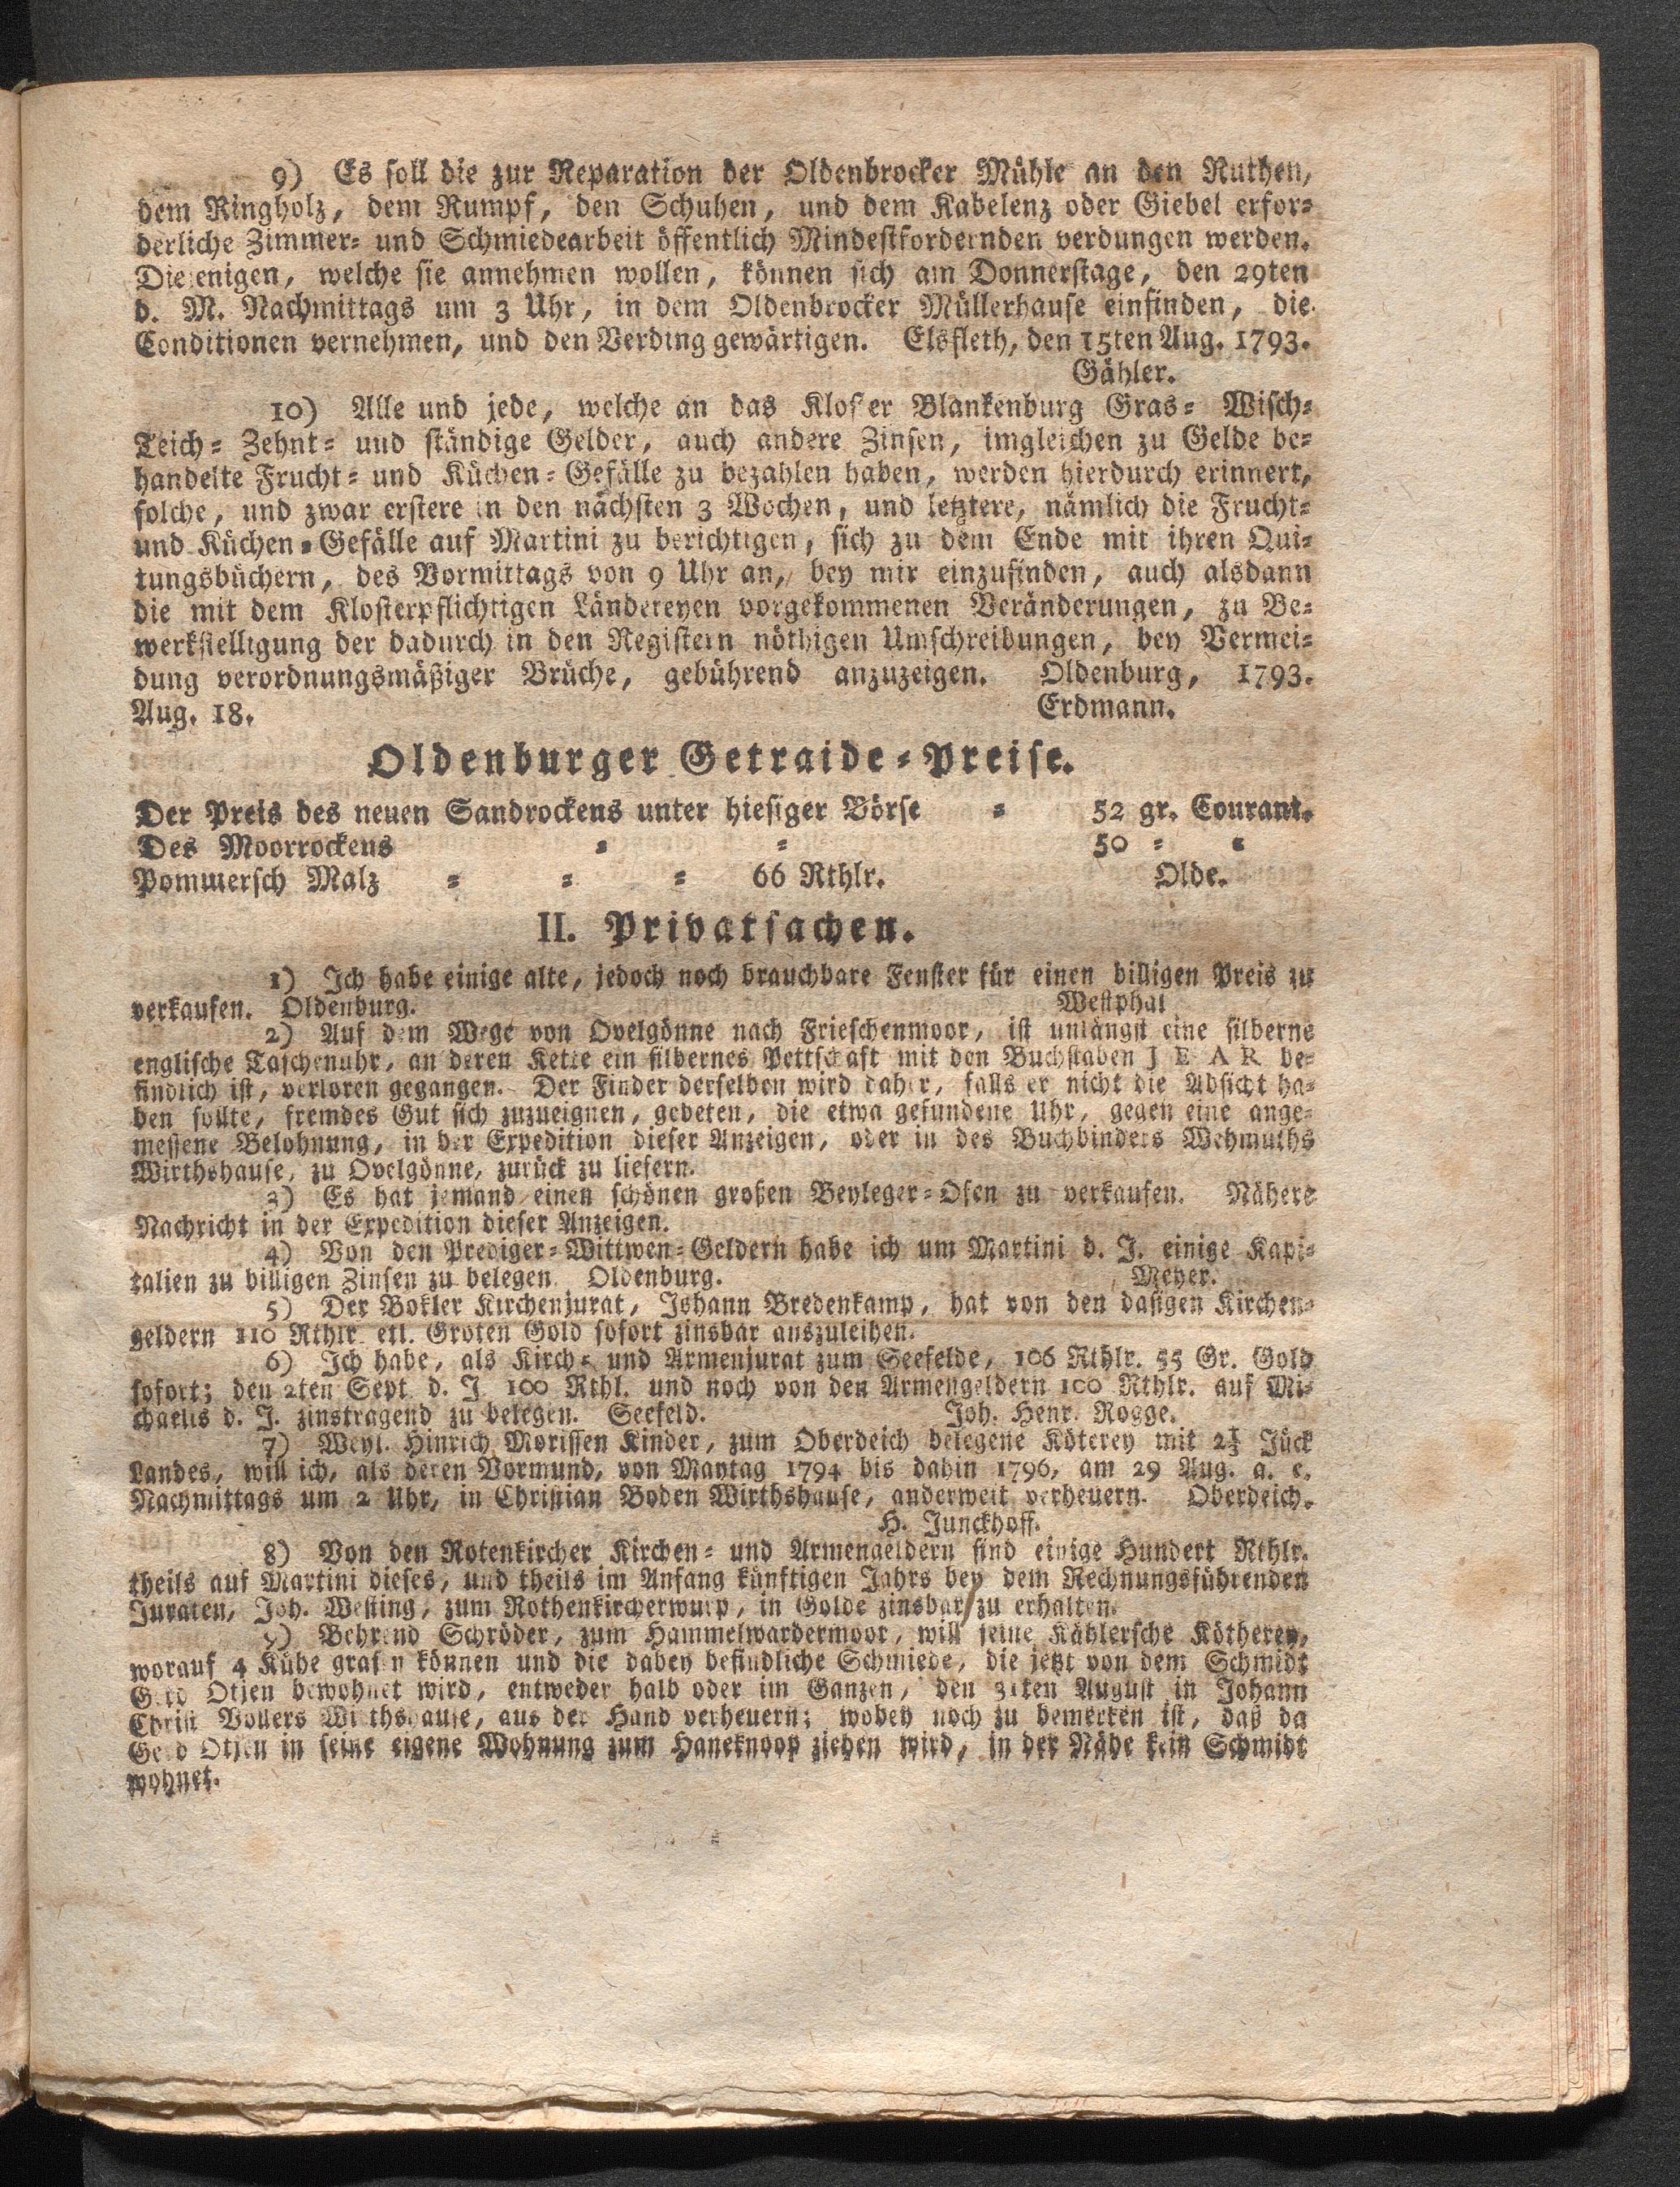 9) Es soll die zur Reparation der Oldenbrocker Mühle an den Ruthen,
dem Ringholz, dem Rumpf, den Schuhen, und dem Kabelenz oder Giebel erfor-
derliche Zimmer- und Schmiedearbeit öffentlich Mindestfordernden verdungen werden.
Diejenigen, welche sie annehmen wollen, können sich am Donnerstage, den 29ten
d. M. Nachmittags um 3 Uhr, in dem Oldenbrocker Müllerhause einfinden, die
Conditionen vernehmen, und den Verding gewärtigen. Elsfleth, den 15ten Aug. 1793.
Gähler.
10) Alle und jede, welche an das Kloster Blankenburg Gras- Wisch-
Teich- Zehnt- und ständige Gelder, auch andere Zinsen, imgleichen zu Gelde be-
handelte Frucht- und Küchen-Gefälle zu bezahlen haben, werden hierdurch erinnert,
solche, und zwar erstere in den nächsten 3 Wochen, und letztere, nämlich die Frucht-
und Küchen-Gefälle auf Martini zu berichtigen, sich zu dem Ende mit ihren Qui-
tungsbüchern, des Vormittags von 9 Uhr an, bey mir einzufinden, auch alsdann
die mit dem Klosterpflichtigen Ländereyen vorgekommenen Veränderungen, zu Be-
werkstelligung der dadurch in den Registern nöthigen Umschreibungen, bey Vermei-
dung verordnungsmäßiger Brüche, gebührend anzuzeigen. Oldenburg, 1793.
Aug. 18. Erdmann.
Oldenburger Getraide-Preise.
Der Preis des neuen Sandrockens unter hiesiger Börse - 52 gr. Courant.
Des Moorrockens - - 50 - -
Pommersch Malz - - - 66 Rthlr. Olde.
II. Privatsachen.
1) Ich habe einige alte, jedoch noch brauchbare Fenster für einen billigen Preis zu
verkaufen. Oldenburg. Westphal
2) Auf dem Wege von Ovelgönne nach Frieschenmoor, ist unlängst eine silberne
englische Taschenuhr, an deren Kette ein silbernes Pettschaft mit den Buchstaben J E A R be-
findlich ist, verloren gegangen. Der Finder derselben wird daher, falls er nicht die Absicht ha-
ben sollte, fremdes Gut sich zuzueignen, gebeten, die etwa gefundene Uhr, gegen eine ange-
messene Belohnung, in der Expedition dieser Anzeigen, oder in des Buchbinders Wehmuths
Wirthshause, zu Ovelgönne, zurück zu liefern.
3) Es hat jemand einen schönen großen Beyleger-Ofen zu verkaufen. Nähere
Nachricht in der Expedition dieser Anzeigen.
4) Von den Prediger-Wittwen-Geldern habe ich um Martini d. J. einige Kapi-
talien zu billigen Zinsen zu belegen. Oldenburg. Meyer.
5) Der Bokler Kirchenjurat, Johann Bredenkamp, hat von den dasigen Kirchen-
geldern 110 Rthlr. etl. Groten Gold sofort zinsbar auszuleihen.
6) Ich habe, als Kirch- und Armenjurat zum Seefelde, 106 Rthlr. 55 Gr. Gold
sofort; den 2ten Sept. d. J. 100 Rthl. und noch von den Armengeldern 100 Rthlr. auf Mi-
chaelis d. J. zinstragend zu belegen. Seefeld. Joh. Henr. Rogge.
7) Weyl. Hinrich Morissen Kinder, zum Oberdeich belegene Köterey mit Jück
Landes, will ich, als deren Vormund, von Maytag 1794 bis dahin 1796, am 29 Aug. a. c.
Nachmittags um 2 Uhr, in Christian Boden Wirthshause, anderweit verheuern. Oberdeich.
H. Junckhoff.
8) Von den Rotenkircher Kirchen- und Armengeldern sind einige Hundert Rthlr.
theils auf Martini dieses, und theils im Anfang künftigen Jahrs bey dem Rechnungsführenden
Juraten, Joh. Westing, zum Rothenkircherwurp, in Golde zinsbar zu erhalten.
9) Behrend Schröder, zum Hammelwardermoor, will seine Kählersche Kötherey,
worauf 4 Kühe grasen können und die dabey befindliche Schmiede, die jetzt von dem Schmidt
Gerd Otjen bewohnet wird, entweder halb oder im Ganzen, den 31ten August in Johann
Christ Vollers Wirthshause, aus der Hand verheuern; wobey noch zu bemerken ist, daß da
Gerd Otjen in seine eigene Wohnung zum Haneknoop ziehen wird, in der Nähe kein Schmidt
wohnet.